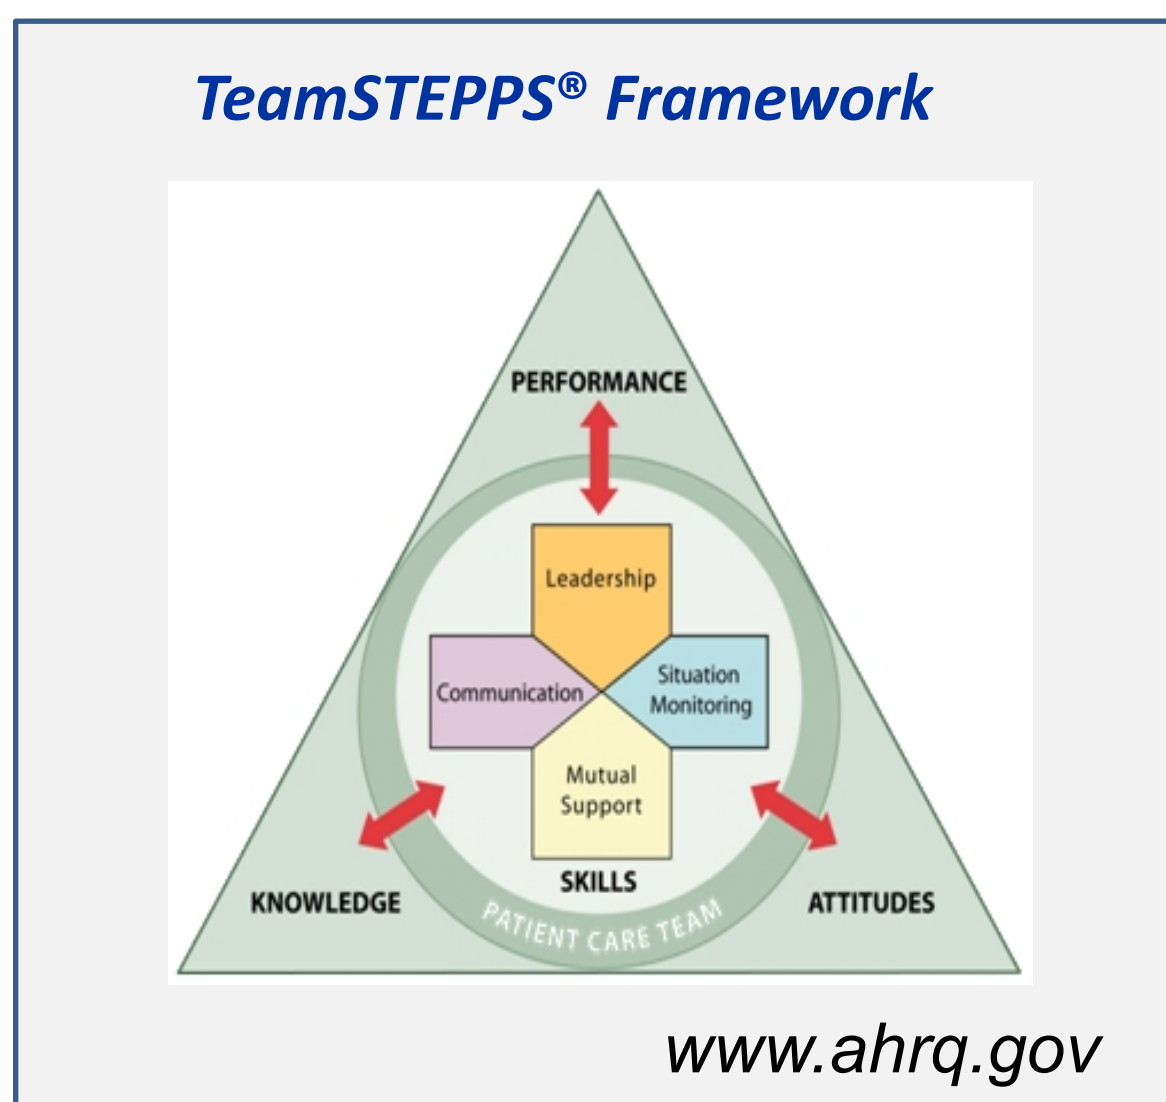 TeamSTEPPS® Framework
PERFORMANCE
Leadership
Communication
Situation
Monitoring
Mutual
Support
SKILLS
KNOWLEDGE
ATTITUDES
PATIENT CARE TEAM
www.ahrq.gov